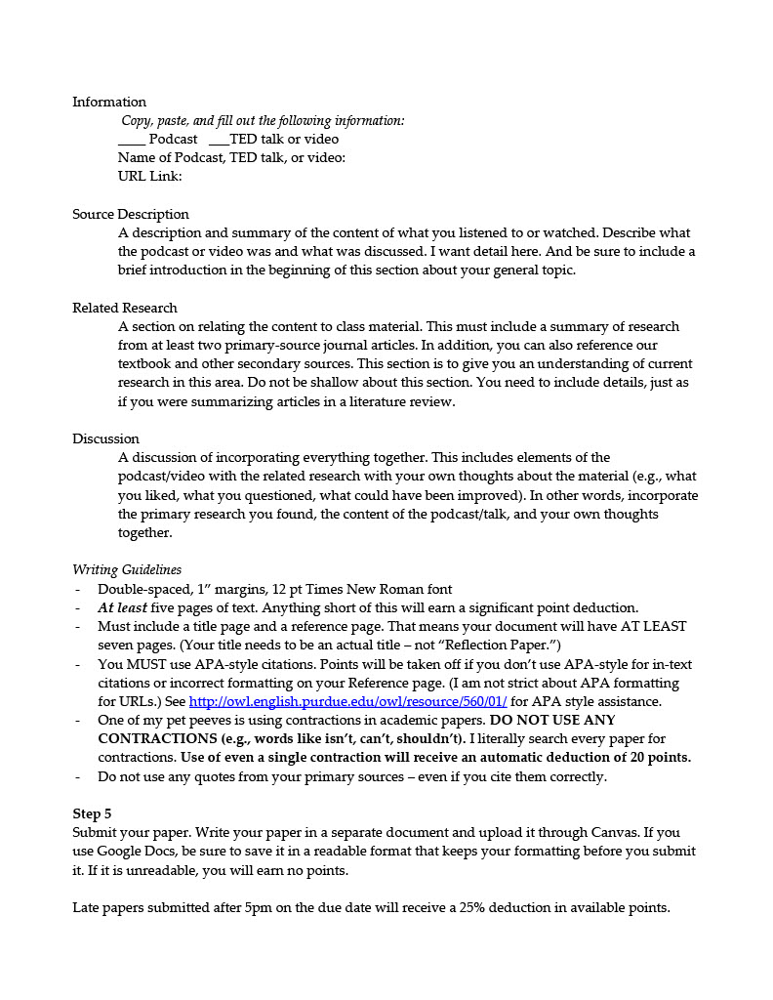 Information
Copy, paste, and fill out the following information:
____ Podcast ___TED talk or video
Name of Podcast, TED talk, or video:
URL Link:
Source Description
A description and summary of the content of what you listened to or watched. Describe what
the podcast or video was and what was discussed. I want detail here. And be sure to include a
brief introduction in the beginning of this section about your general topic.
Related Research
A section on relating the content to class material. This must include a summary of research
from at least two primary-source journal articles. In addition, you can also reference our
textbook and other secondary sources. This section is to give you an understanding of current
research in this area. Do not be shallow about this section. You need to include details, just as
if you were summarizing articles in a literature review.
Discussion
A discussion of incorporating everything together. This includes elements of the
podcast/video with the related research with your own thoughts about the material (e.g., what
you liked, what you questioned, what could have been improved). In other words, incorporate
the primary research you found, the content of the podcast/talk, and your own thoughts
together.
Writing Guidelines
- Double-spaced, 1” margins, 12 pt Times New Roman font
- At least five pages of text. Anything short of this will earn a significant point deduction.
- Must include a title page and a reference page. That means your document will have AT LEAST
seven pages. (Your title needs to be an actual title – not “Reflection Paper.”)
- You MUST use APA-style citations. Points will be taken off if you don’t use APA-style for in-text
citations or incorrect formatting on your Reference page. (I am not strict about APA formatting
for URLs.) See http://owl.english.purdue.edu/owl/resource/560/01/ for APA style assistance.
- One of my pet peeves is using contractions in academic papers. DO NOT USE ANY
CONTRACTIONS (e.g., words like isn’t, can’t, shouldn’t). I literally search every paper for
contractions. Use of even a single contraction will receive an automatic deduction of 20 points.
- Do not use any quotes from your primary sources – even if you cite them correctly.
Step 5
Submit your paper. Write your paper in a separate document and upload it through Canvas. If you
use Google Docs, be sure to save it in a readable format that keeps your formatting before you submit
it. If it is unreadable, you will earn no points.
Late papers submitted after 5pm on the due date will receive a 25% deduction in available points.